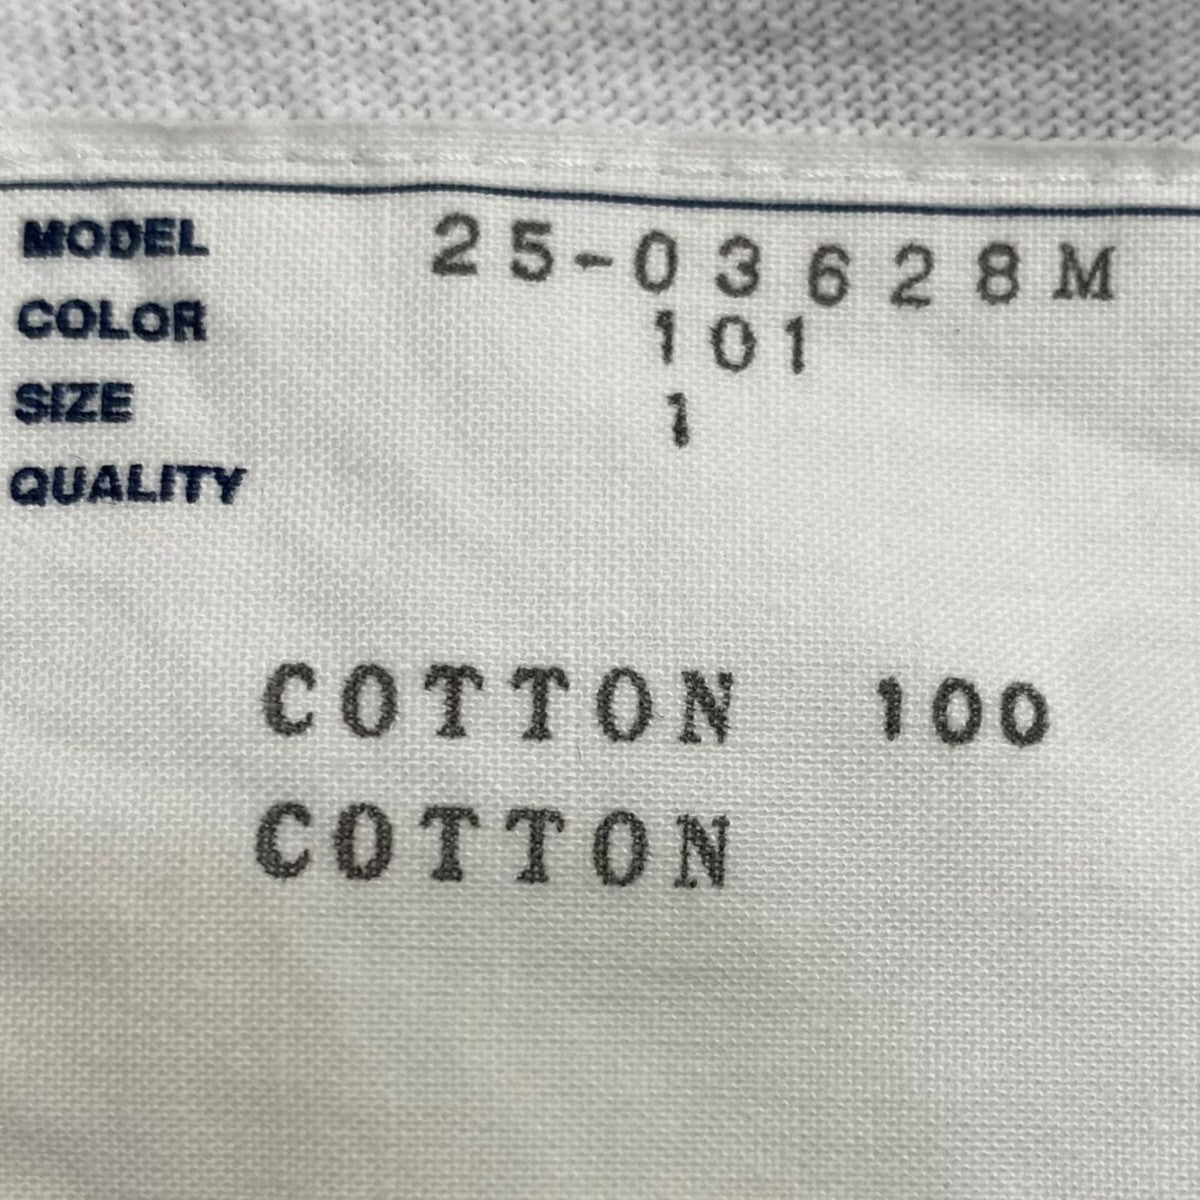 MODEL 25-03628M
COLOR 101
SIZE 1
QUALITY
COTTON 100
COTTON